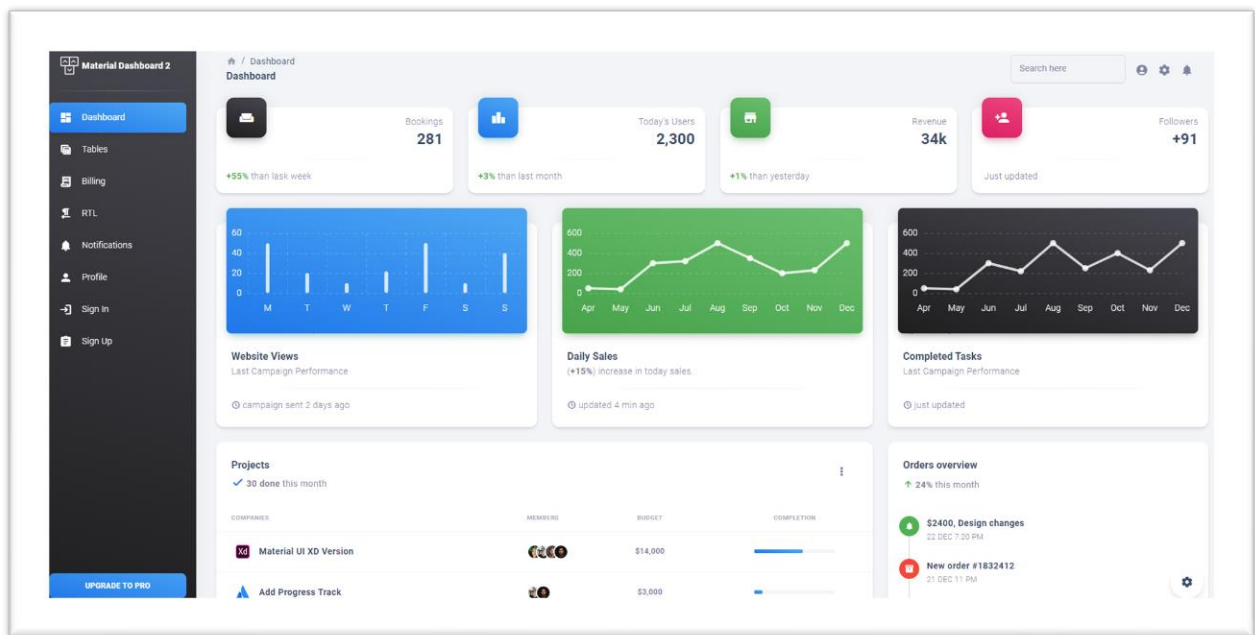 Material Dashboard 2
Dashboard
Tables
Billing
RTL
Notifications
Profile
Sign In
Sign Up
UPGRADE TO PRO
/ Dashboard
Dashboard
Search here
Bookings
281
+55% than lask week
Today's Users
2,300
+3% than last month
Revenue
34k
+1% than yesterday
Followers
+91
Just updated
60
40
20
0
M T W T F S S
Website Views
Last Campaign Performance
campaign sent 2 days ago
600
400
200
0
Apr May Jun Jul Aug Sep Oct Nov Dec
Daily Sales
(+15%) increase in today sales.
updated 4 min ago
600
400
200
0
Apr May Jun Jul Aug Sep Oct Nov Dec
Completed Tasks
Last Campaign Performance
just updated
Projects
30 done this month
COMPANIES MEMBERS BUDGET COMPLETION
Xd Material UI XD Version $14,000
Add Progress Track $3,000
Orders overview
24% this month
$2400, Design changes
22 DEC 7:20 PM
New order #1832412
21 DEC 11 PM